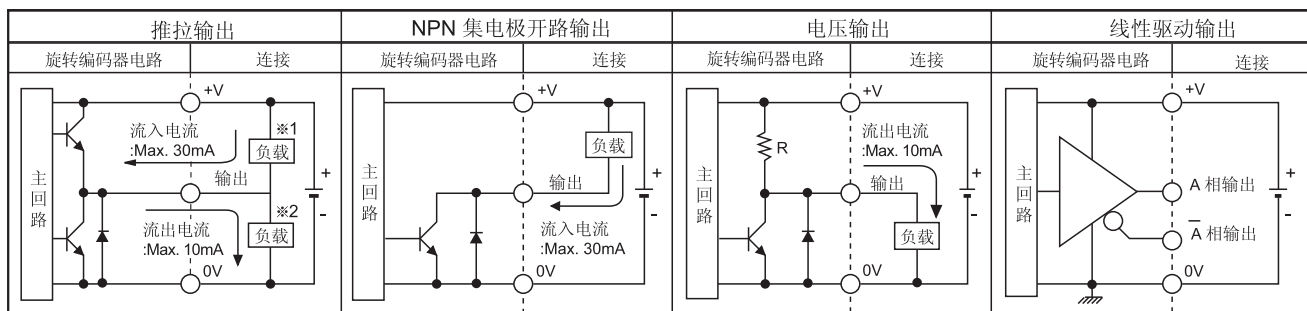 推拉输出
旋转编码器电路
连接
主回路
+V
流入电流
:Max. 30mA
※1
负载
输出
流出电流
:Max. 10mA
※2
负载
0V
+
-
NPN 集电极开路输出
旋转编码器电路
连接
主回路
+V
负载
输出
流入电流
:Max. 30mA
0V
+
-
电压输出
旋转编码器电路
连接
主回路
R
+V
流出电流
:Max. 10mA
输出
负载
0V
+
-
线性驱动输出
旋转编码器电路
连接
主回路
+V
A 相输出
A̅ 相输出
0V
+
-